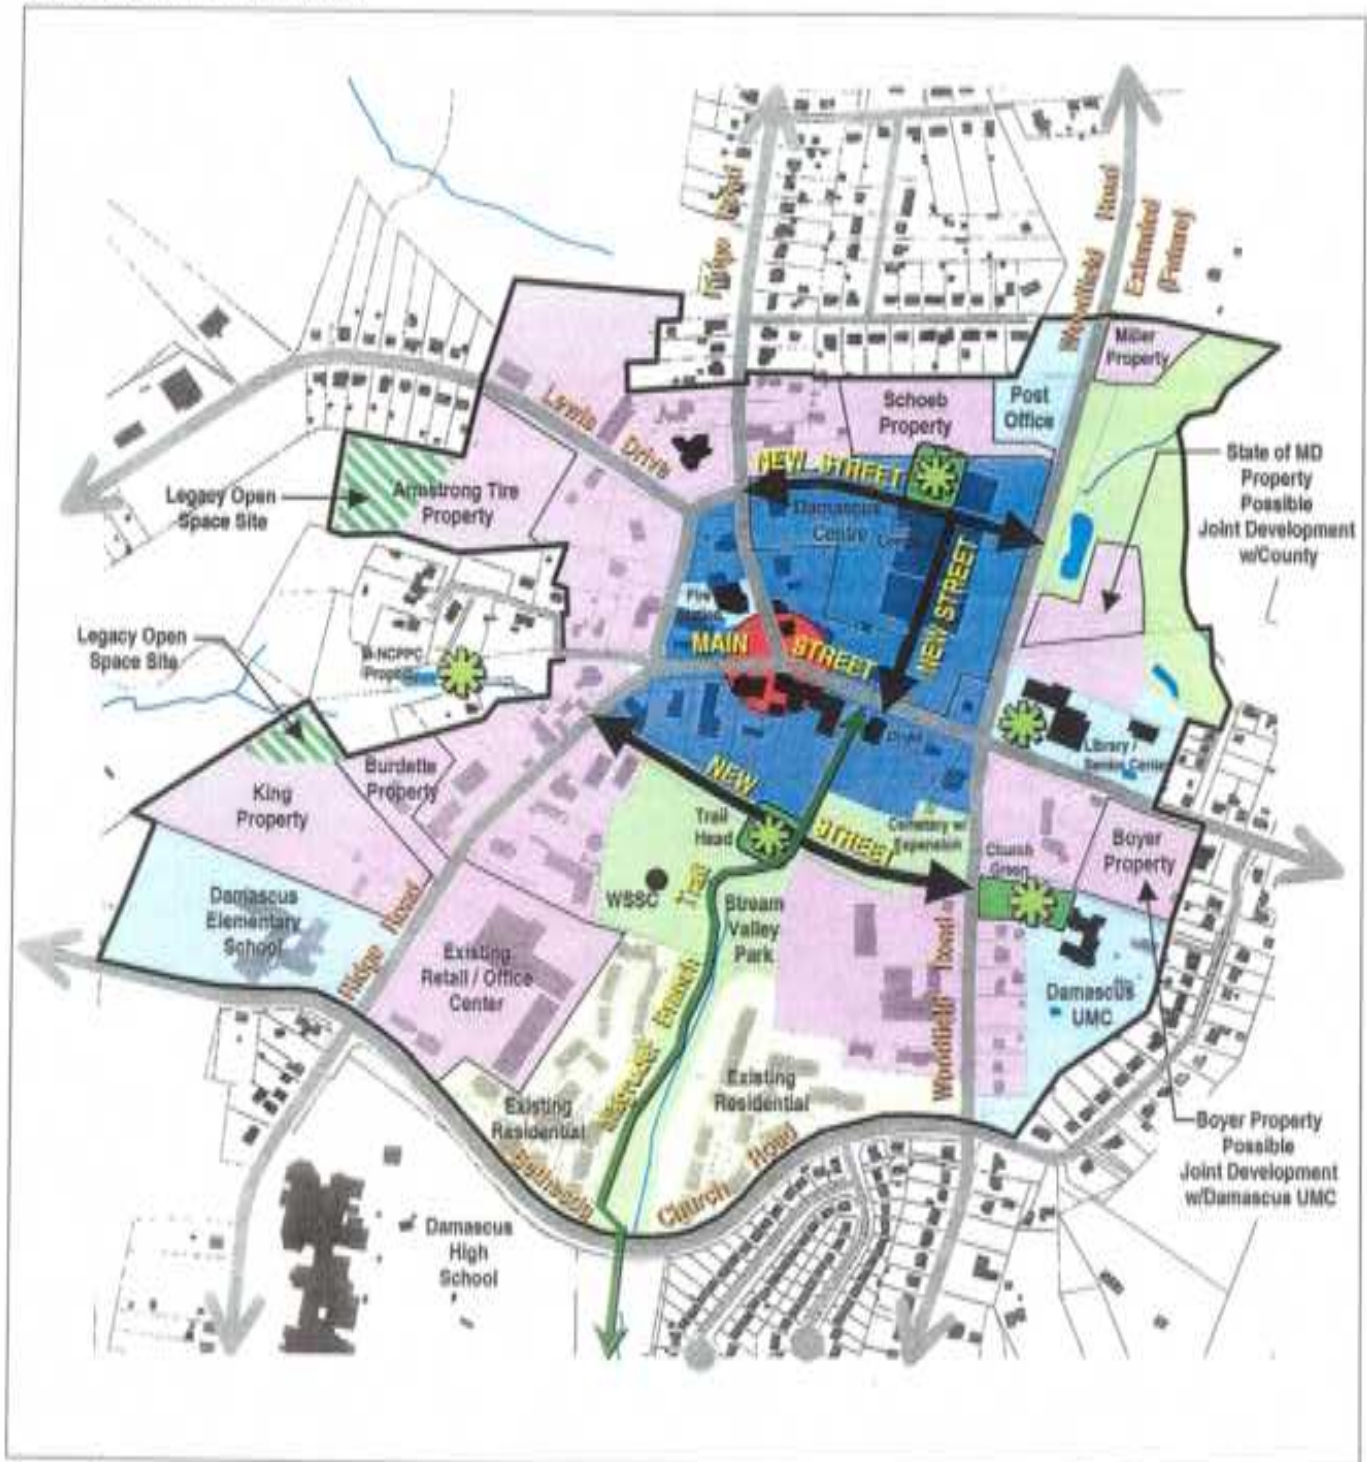 Ridge Road
Woodfield Road
Extended
(Future)
Miller
Property
Post
Office
Schoeb
Property
Lewis
Drive
NEW STREET
State of MD
Property
Possible
Joint Development
w/County
Legacy Open
Space Site
Armstrong Tire
Property
Damascus
Centre
NEW STREET
Fire
MAIN STREET
Legacy Open
Space Site
M-NCPPC
Library /
Senior Center
Burdette
Property
King
Property
NEW
STREET
Trail
Head
Cemetery w/
Expansion
Church
Green
Boyer
Property
WSSC
Trail
Stream
Valley
Park
Damascus
Elementary
School
Ridge Road
Existing
Retail / Office
Center
Branch
Woodfield Road
Damascus
UMC
Existing
Residential
Existing
Residential
Church Road
Boyer Property
Possible
Joint Development
w/Damascus UMC
Damascus
High
School